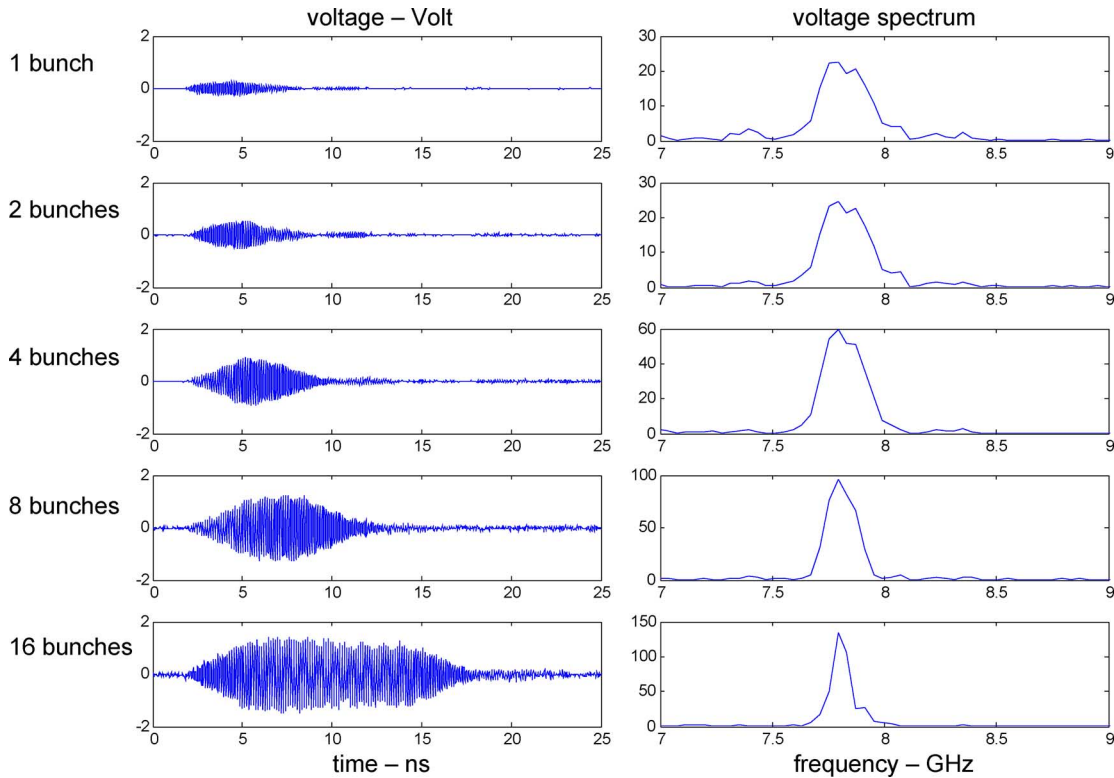 voltage – Volt
voltage spectrum
1 bunch
2
0
-2
0 5 10 15 20 25
30
20
10
0
7 7.5 8 8.5 9
2 bunches
2
0
-2
0 5 10 15 20 25
30
20
10
0
7 7.5 8 8.5 9
4 bunches
2
0
-2
0 5 10 15 20 25
60
40
20
0
7 7.5 8 8.5 9
8 bunches
2
0
-2
0 5 10 15 20 25
100
50
0
7 7.5 8 8.5 9
16 bunches
2
0
-2
0 5 10 15 20 25
150
100
50
0
7 7.5 8 8.5 9
time – ns
frequency – GHz